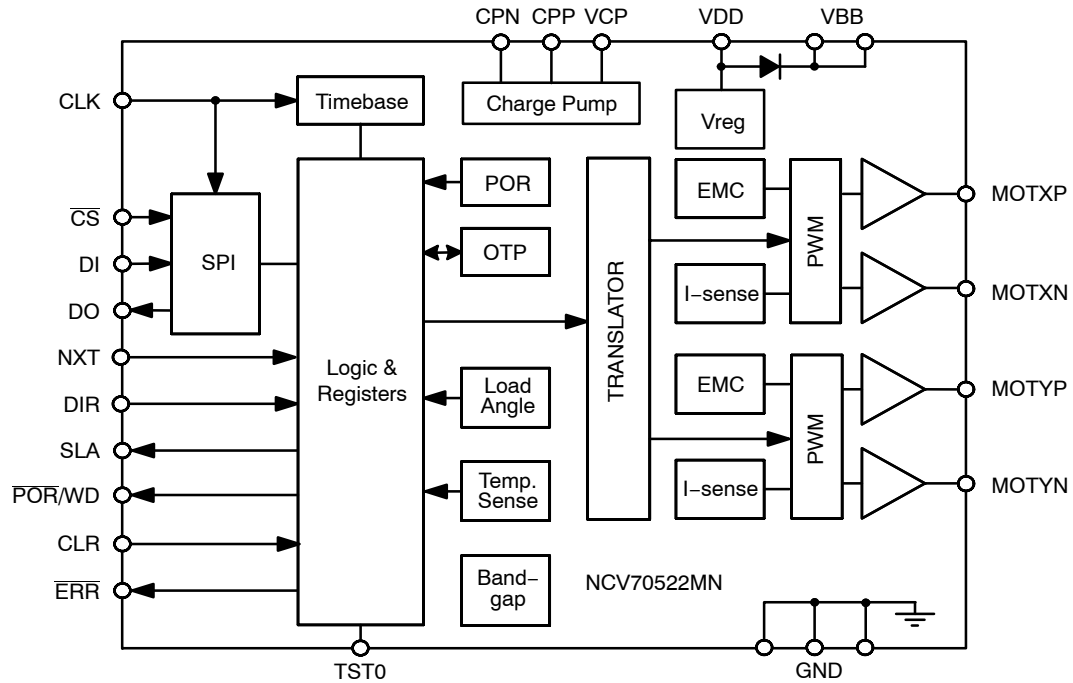 CPN CPP VCP VDD VBB
CLK
Timebase
Charge Pump
Vreg
CS
DI
DO
SPI
POR
OTP
EMC
PWM
MOTXP
I–sense
MOTXN
NXT
DIR
SLA
POR/WD
CLR
ERR
Logic &
Registers
Load
Angle
Temp.
Sense
Band–
gap
TRANSLATOR
EMC
PWM
MOTYP
I–sense
MOTYN
NCV70522MN
TST0
GND